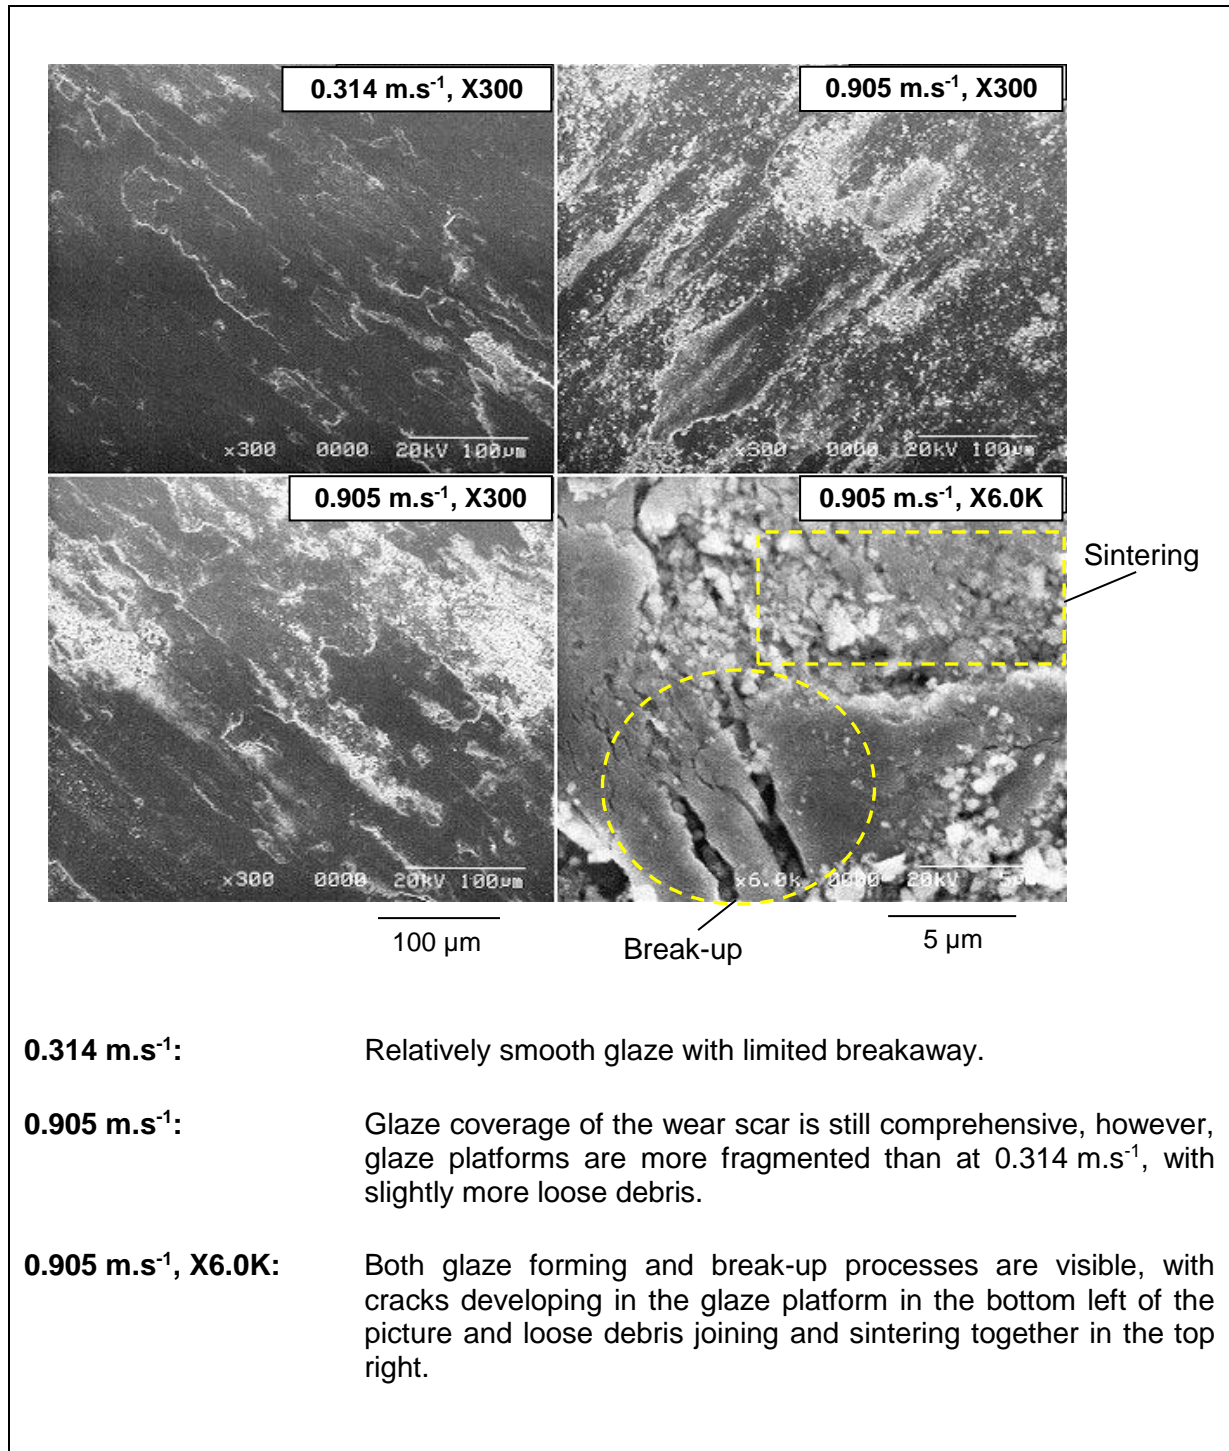 0.314 m.s-1, X300
0.905 m.s-1, X300
x300 0000 20kV 100µm
x300 0000 20kV 100µm
0.905 m.s-1, X300
0.905 m.s-1, X6.0K
Sintering
x300 0000 20kV 100µm
x6.0k 0000 20kV 5µm
100 µm
Break-up
5 µm
0.314 m.s-1: Relatively smooth glaze with limited breakaway.
0.905 m.s-1: Glaze coverage of the wear scar is still comprehensive, however,
glaze platforms are more fragmented than at 0.314 m.s-1, with
slightly more loose debris.
0.905 m.s-1, X6.0K: Both glaze forming and break-up processes are visible, with
cracks developing in the glaze platform in the bottom left of the
picture and loose debris joining and sintering together in the top
right.